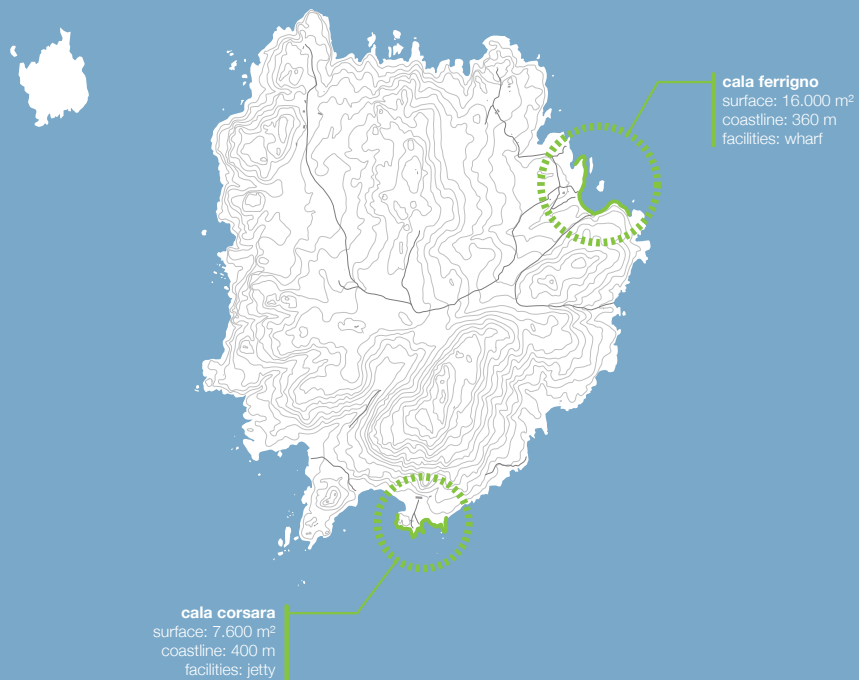 cala ferrigno
surface: 16.000 m²
coastline: 360 m
facilities: wharf
cala corsara
surface: 7.600 m²
coastline: 400 m
facilities: jetty